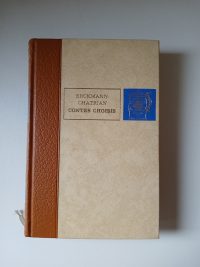 ERCKMANN-
CHATRIAN
CONTES CHOISIS